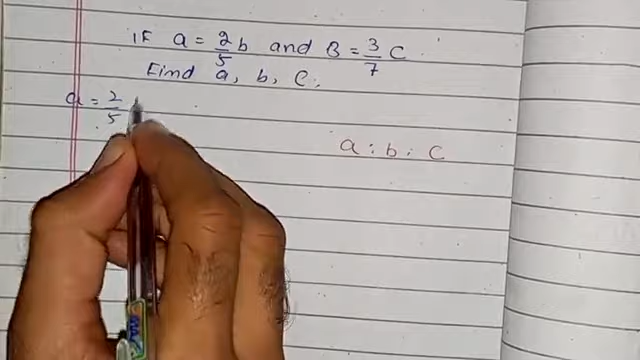 IF a = 2/5 b and B = 3/7 C
Find a, b, C.
a = 2/5
a : b : C